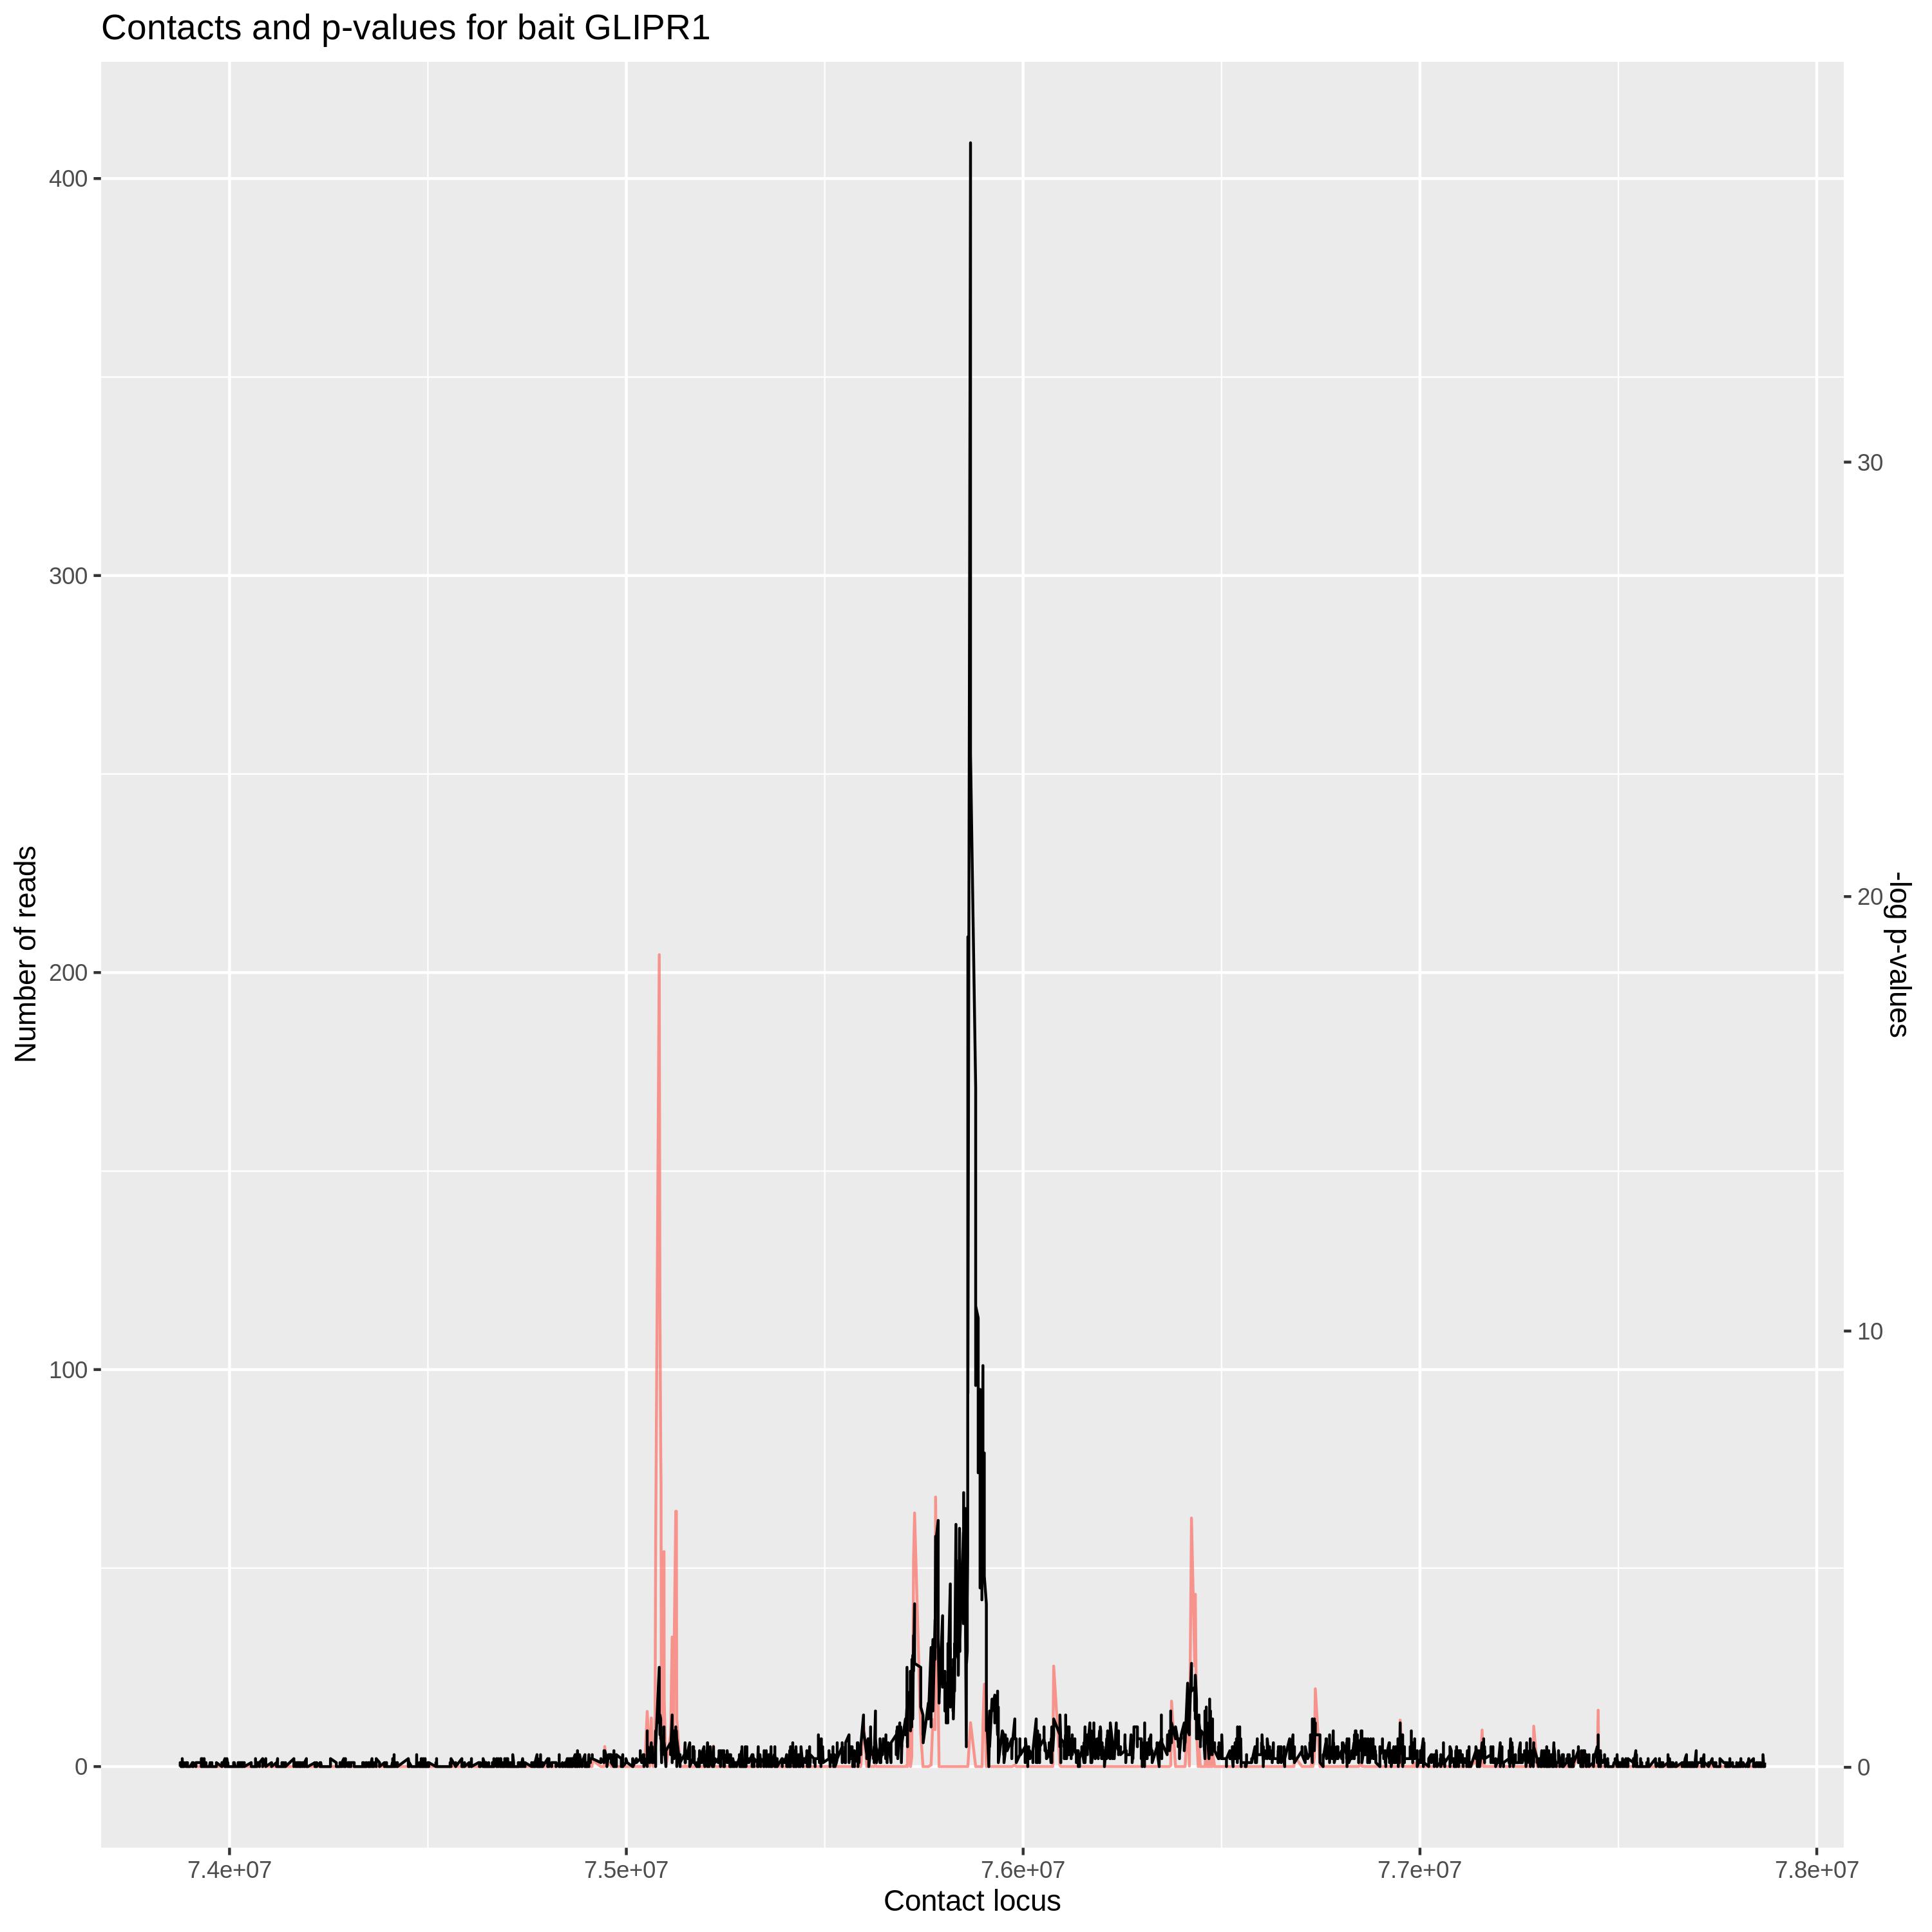 Contacts and p-values for bait GLIPR1
400
300
200
100
0
Number of reads
30
20
10
0
-log p-values
7.4e+07
7.5e+07
7.6e+07
7.7e+07
7.8e+07
Contact locus